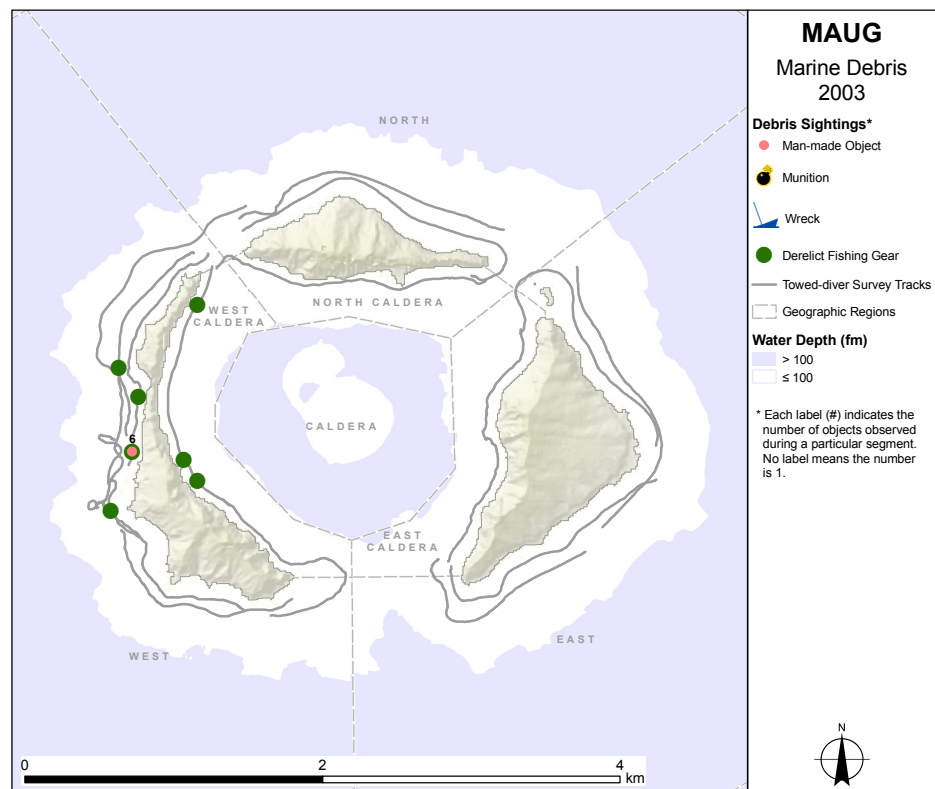 MAUG
Marine Debris
2003
Debris Sightings*
Man-made Object
Munition
Wreck
Derelict Fishing Gear
Towed-diver Survey Tracks
Geographic Regions
Water Depth (fm)
> 100
≤ 100
* Each label (#) indicates the
number of objects observed
during a particular segment.
No label means the number
is 1.
N
NORTH
NORTH CALDERA
WEST
CALDERA
CALDERA
6
EAST
CALDERA
WEST
EAST
0 2 4
km